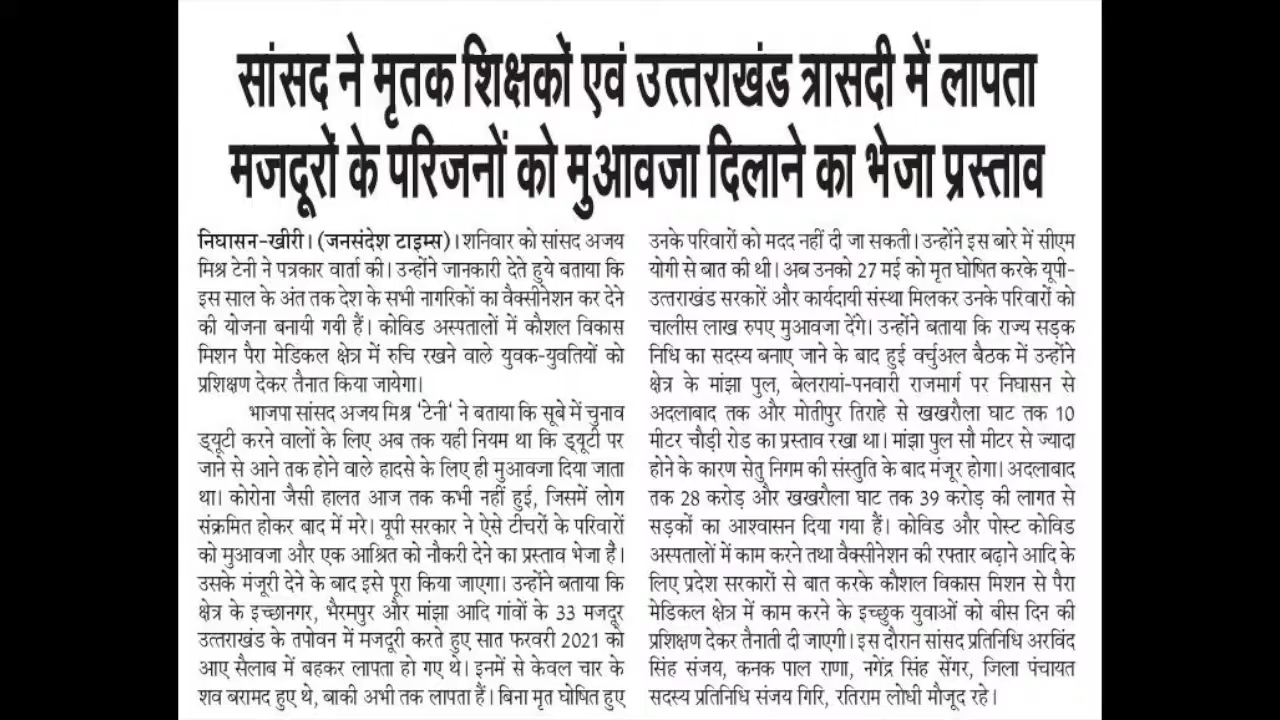 सांसद ने मृतक शिक्षकों एवं उत्तराखंड त्रासदी में लापता
मजदूरों के परिजनों को मुआवजा दिलाने का भेजा प्रस्ताव
निघासन-खीरी। (जनसंदेश टाइम्स)। शनिवार को सांसद अजय
मिश्र टेनी ने पत्रकार वार्ता की। उन्होंने जानकारी देते हुये बताया कि
इस साल के अंत तक देश के सभी नागरिकों का वैक्सीनेशन कर देने
की योजना बनायी गयी हैं। कोविड अस्पतालों में कौशल विकास
मिशन पैरा मेडिकल क्षेत्र में रुचि रखने वाले युवक-युवतियों को
प्रशिक्षण देकर तैनात किया जायेगा।
भाजपा सांसद अजय मिश्र 'टेनी' ने बताया कि सूबे में चुनाव
ड्यूटी करने वालों के लिए अब तक यही नियम था कि ड्यूटी पर
जाने से आने तक होने वाले हादसे के लिए ही मुआवजा दिया जाता
था। कोरोना जैसी हालत आज तक कभी नहीं हुई, जिसमें लोग
संक्रमित होकर बाद में मरे। यूपी सरकार ने ऐसे टीचरों के परिवारों
को मुआवजा और एक आश्रित को नौकरी देने का प्रस्ताव भेजा है।
उसके मंजूरी देने के बाद इसे पूरा किया जाएगा। उन्होंने बताया कि
क्षेत्र के इच्छानगर, भैरमपुर और मांझा आदि गांवों के 33 मजदूर
उत्तराखंड के तपोवन में मजदूरी करते हुए सात फरवरी 2021 को
आए सैलाब में बहकर लापता हो गए थे। इनमें से केवल चार के
शव बरामद हुए थे, बाकी अभी तक लापता हैं। बिना मृत घोषित हुए
उनके परिवारों को मदद नहीं दी जा सकती। उन्होंने इस बारे में सीएम
योगी से बात की थी। अब उनको 27 मई को मृत घोषित करके यूपी-
उत्तराखंड सरकारें और कार्यदायी संस्था मिलकर उनके परिवारों को
चालीस लाख रुपए मुआवजा देंगे। उन्होंने बताया कि राज्य सड़क
निधि का सदस्य बनाए जाने के बाद हुई वर्चुअल बैठक में उन्होंने
क्षेत्र के मांझा पुल, बेलरायां-पनवारी राजमार्ग पर निघासन से
अदलाबाद तक और मोतीपुर तिराहे से खखरौला घाट तक 10
मीटर चौड़ी रोड का प्रस्ताव रखा था। मांझा पुल सौ मीटर से ज्यादा
होने के कारण सेतु निगम की संस्तुति के बाद मंजूर होगा। अदलाबाद
तक 28 करोड़ और खखरौला घाट तक 39 करोड़ की लागत से
सड़कों का आश्वासन दिया गया हैं। कोविड और पोस्ट कोविड
अस्पतालों में काम करने तथा वैक्सीनेशन की रफ्तार बढ़ाने आदि के
लिए प्रदेश सरकारों से बात करके कौशल विकास मिशन से पैरा
मेडिकल क्षेत्र में काम करने के इच्छुक युवाओं को बीस दिन की
प्रशिक्षण देकर तैनाती दी जाएगी। इस दौरान सांसद प्रतिनिधि अरविंद
सिंह संजय, कनक पाल राणा, नगेंद्र सिंह सेंगर, जिला पंचायत
सदस्य प्रतिनिधि संजय गिरि, रतिराम लोधी मौजूद रहे।